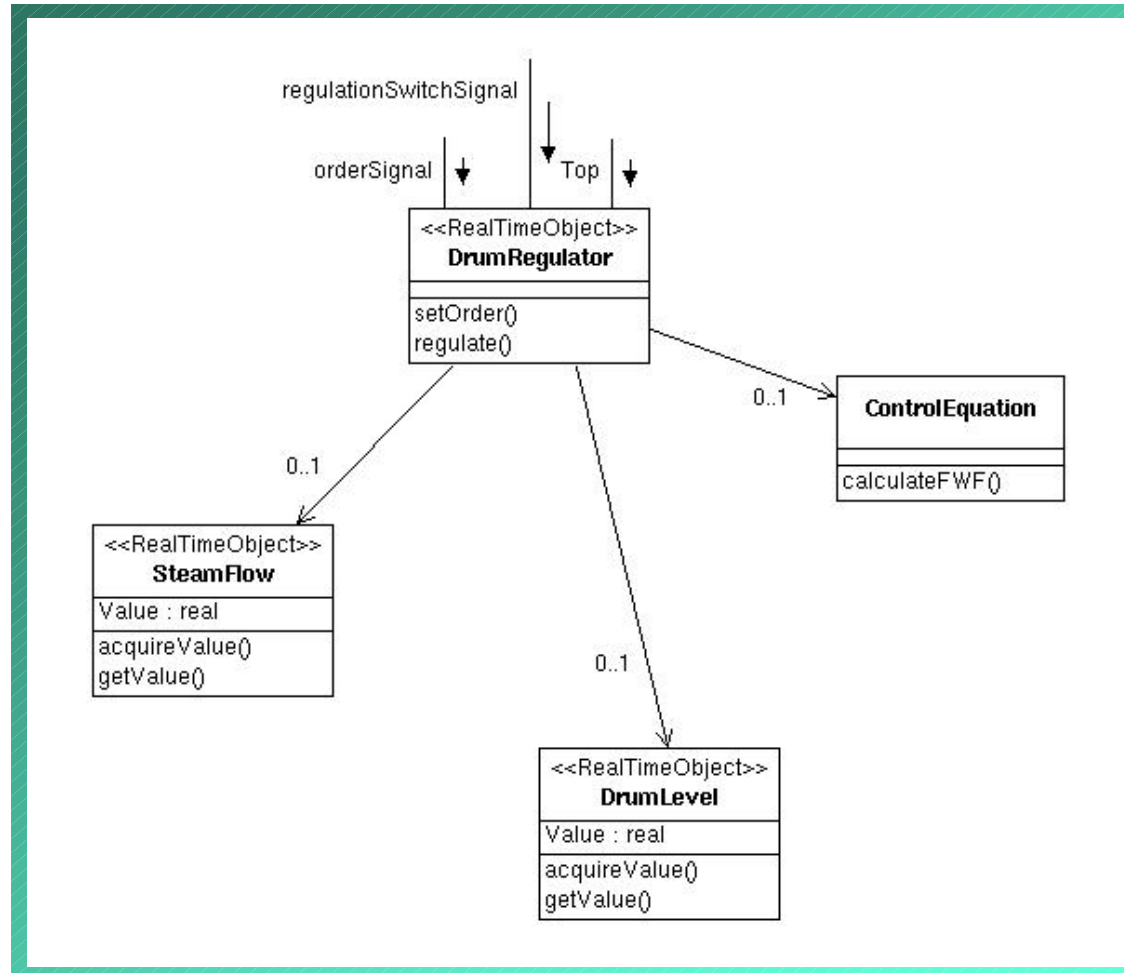 regulationSwitchSignal
orderSignal
Top
<<RealTimeObject>>
DrumRegulator
setOrder()
regulate()
0..1
ControlEquation
calculateFWF()
0..1
<<RealTimeObject>>
SteamFlow
Value : real
acquireValue()
getValue()
0..1
<<RealTimeObject>>
DrumLevel
Value : real
acquireValue()
getValue()